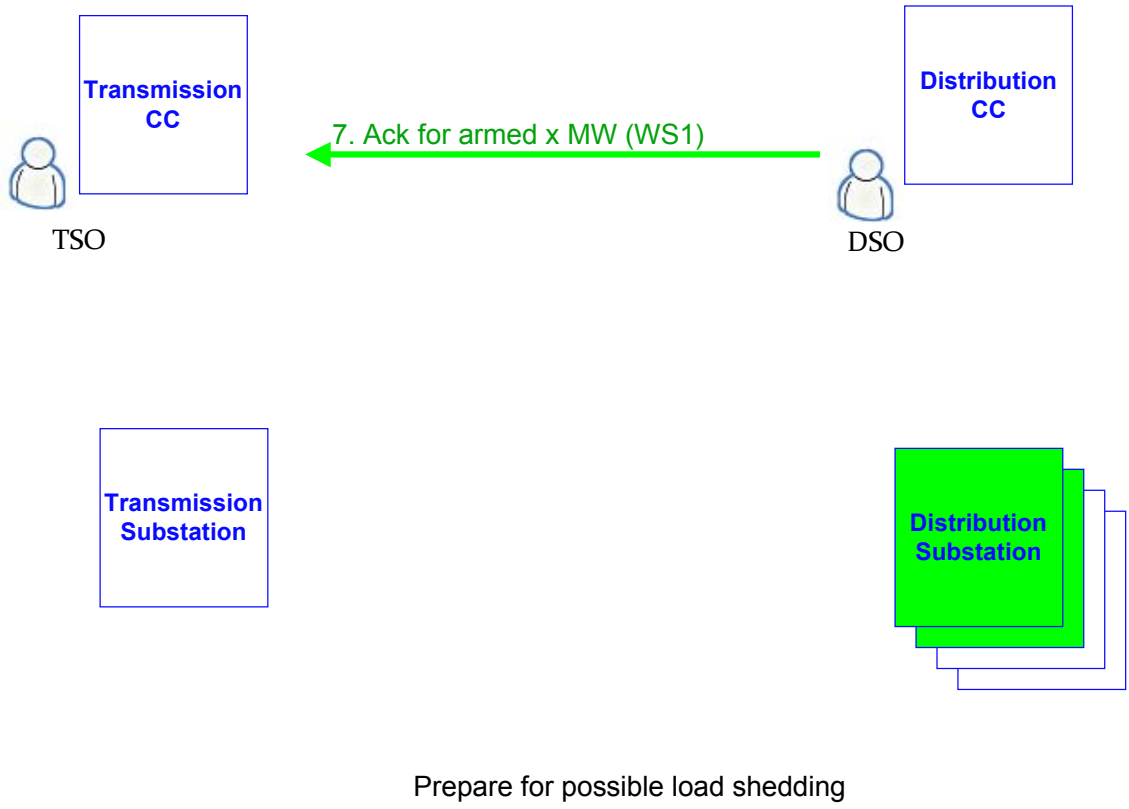 Transmission
CC
Distribution
CC
7. Ack for armed x MW (WS1)
TSO
DSO
Transmission
Substation
Distribution
Substation
Prepare for possible load shedding